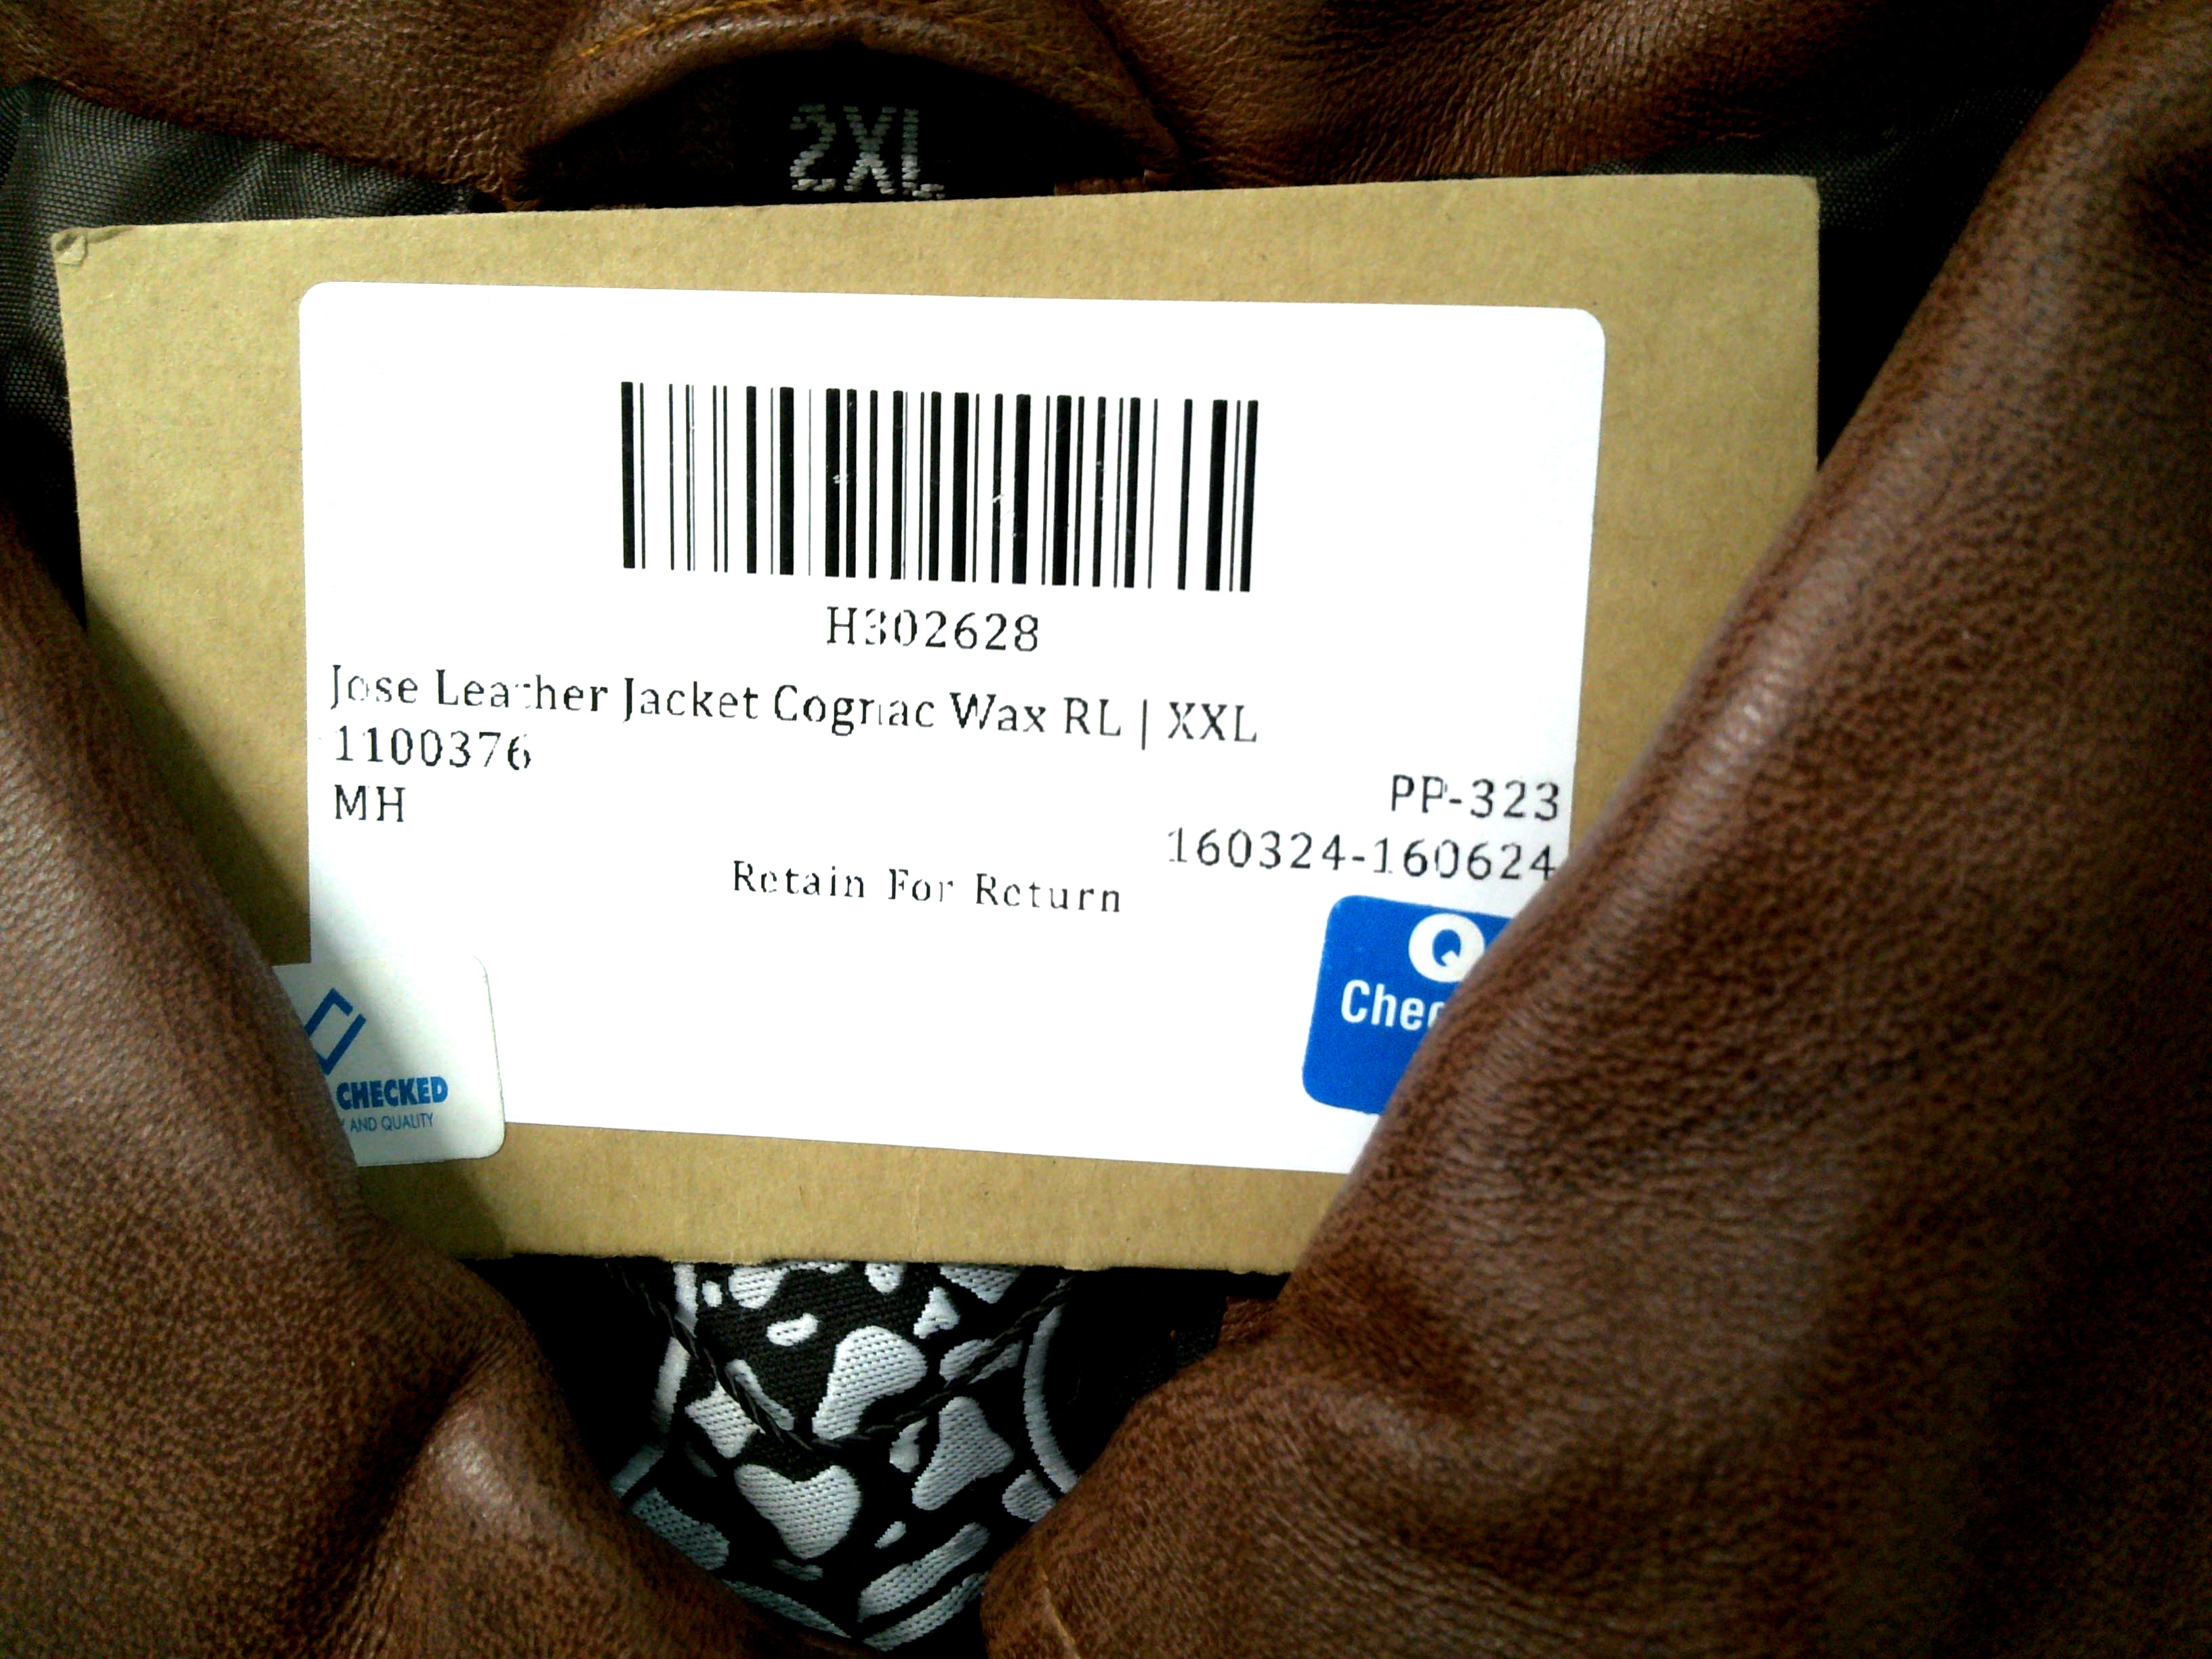 2XL
H302628
Jose Leather Jacket Cognac Wax RL | XXL
1100376
MH
PP-323
160324-160624
Retain For Return
Q
CHECKED
AND QUALITY